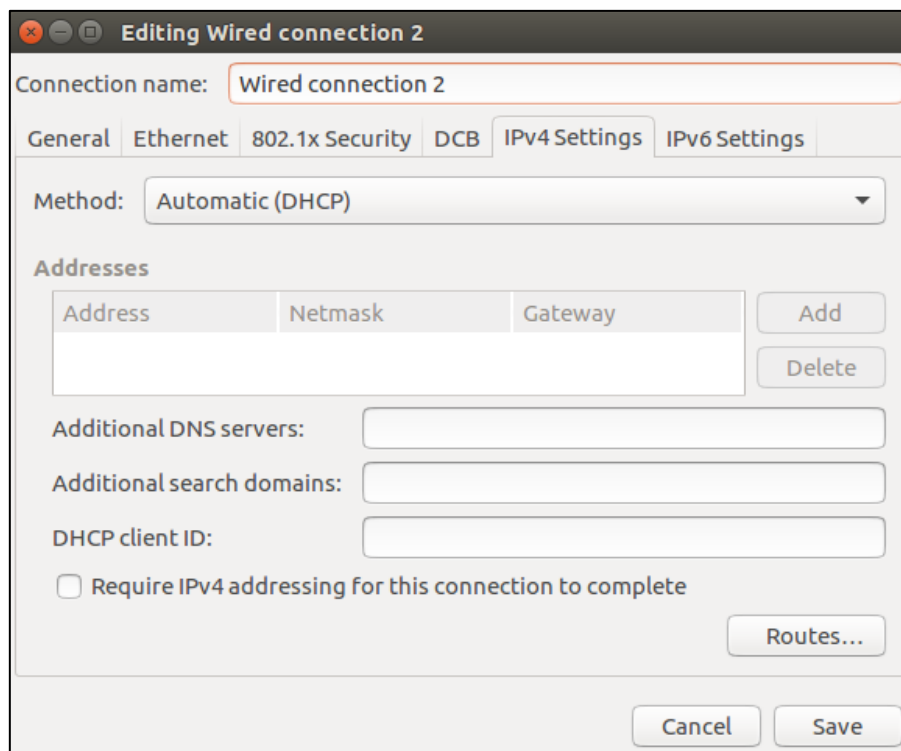 Editing Wired connection 2
Connection name: Wired connection 2
General Ethernet 802.1x Security DCB IPv4 Settings IPv6 Settings
Method: Automatic (DHCP)
Addresses
Address Netmask Gateway Add
Delete
Additional DNS servers:
Additional search domains:
DHCP client ID:
Require IPv4 addressing for this connection to complete
Routes...
Cancel Save